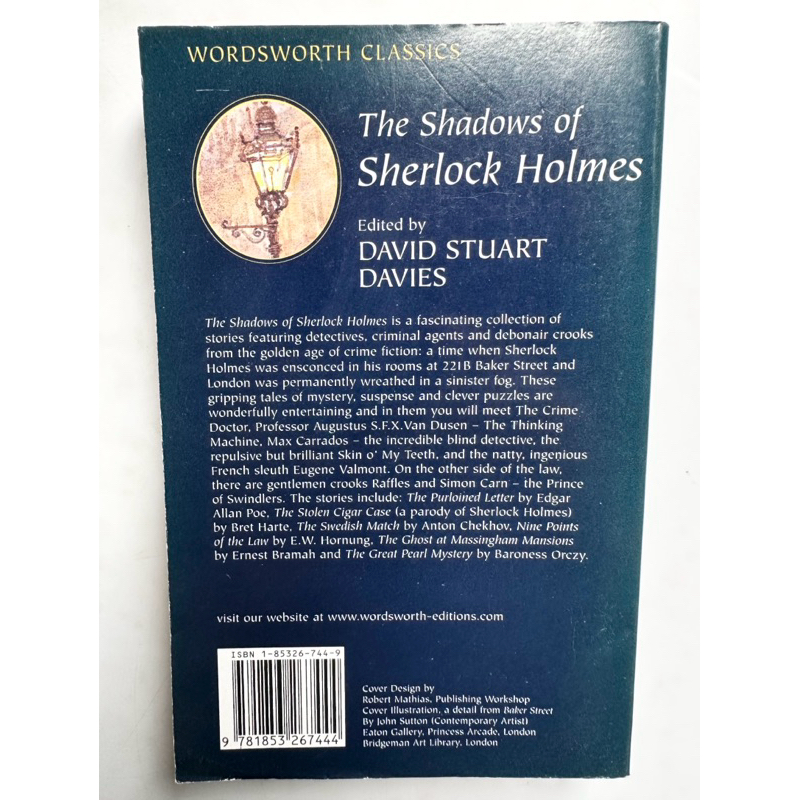 WORDSWORTH CLASSICS
The Shadows of
Sherlock Holmes
Edited by
DAVID STUART
DAVIES
The Shadows of Sherlock Holmes is a fascinating collection of
stories featuring detectives, criminal agents and debonair crooks
from the golden age of crime fiction: a time when Sherlock
Holmes was ensconced in his rooms at 221B Baker Street and
London was permanently wreathed in a sinister fog. These
gripping tales of mystery, suspense and clever puzzles are
wonderfully entertaining and in them you will meet The Crime
Doctor, Professor Augustus S.F.X.Van Dusen – The Thinking
Machine, Max Carrados – the incredible blind detective, the
repulsive but brilliant Skin o' My Teeth, and the natty, ingenious
French sleuth Eugene Valmont. On the other side of the law,
there are gentlemen crooks Raffles and Simon Carn – the Prince
of Swindlers. The stories include: The Purloined Letter by Edgar
Allan Poe, The Stolen Cigar Case (a parody of Sherlock Holmes)
by Bret Harte, The Swedish Match by Anton Chekhov, Nine Points
of the Law by E.W. Hornung, The Ghost at Massingham Mansions
by Ernest Bramah and The Great Pearl Mystery by Baroness Orczy.
visit our website at www.wordsworth-editions.com
ISBN 1-85326-744-9
9 781853 267444
Cover Design by
Robert Mathias, Publishing Workshop
Cover Illustration, a detail from Baker Street
By John Sutton (Contemporary Artist)
Eaton Gallery, Princess Arcade, London
Bridgeman Art Library, London